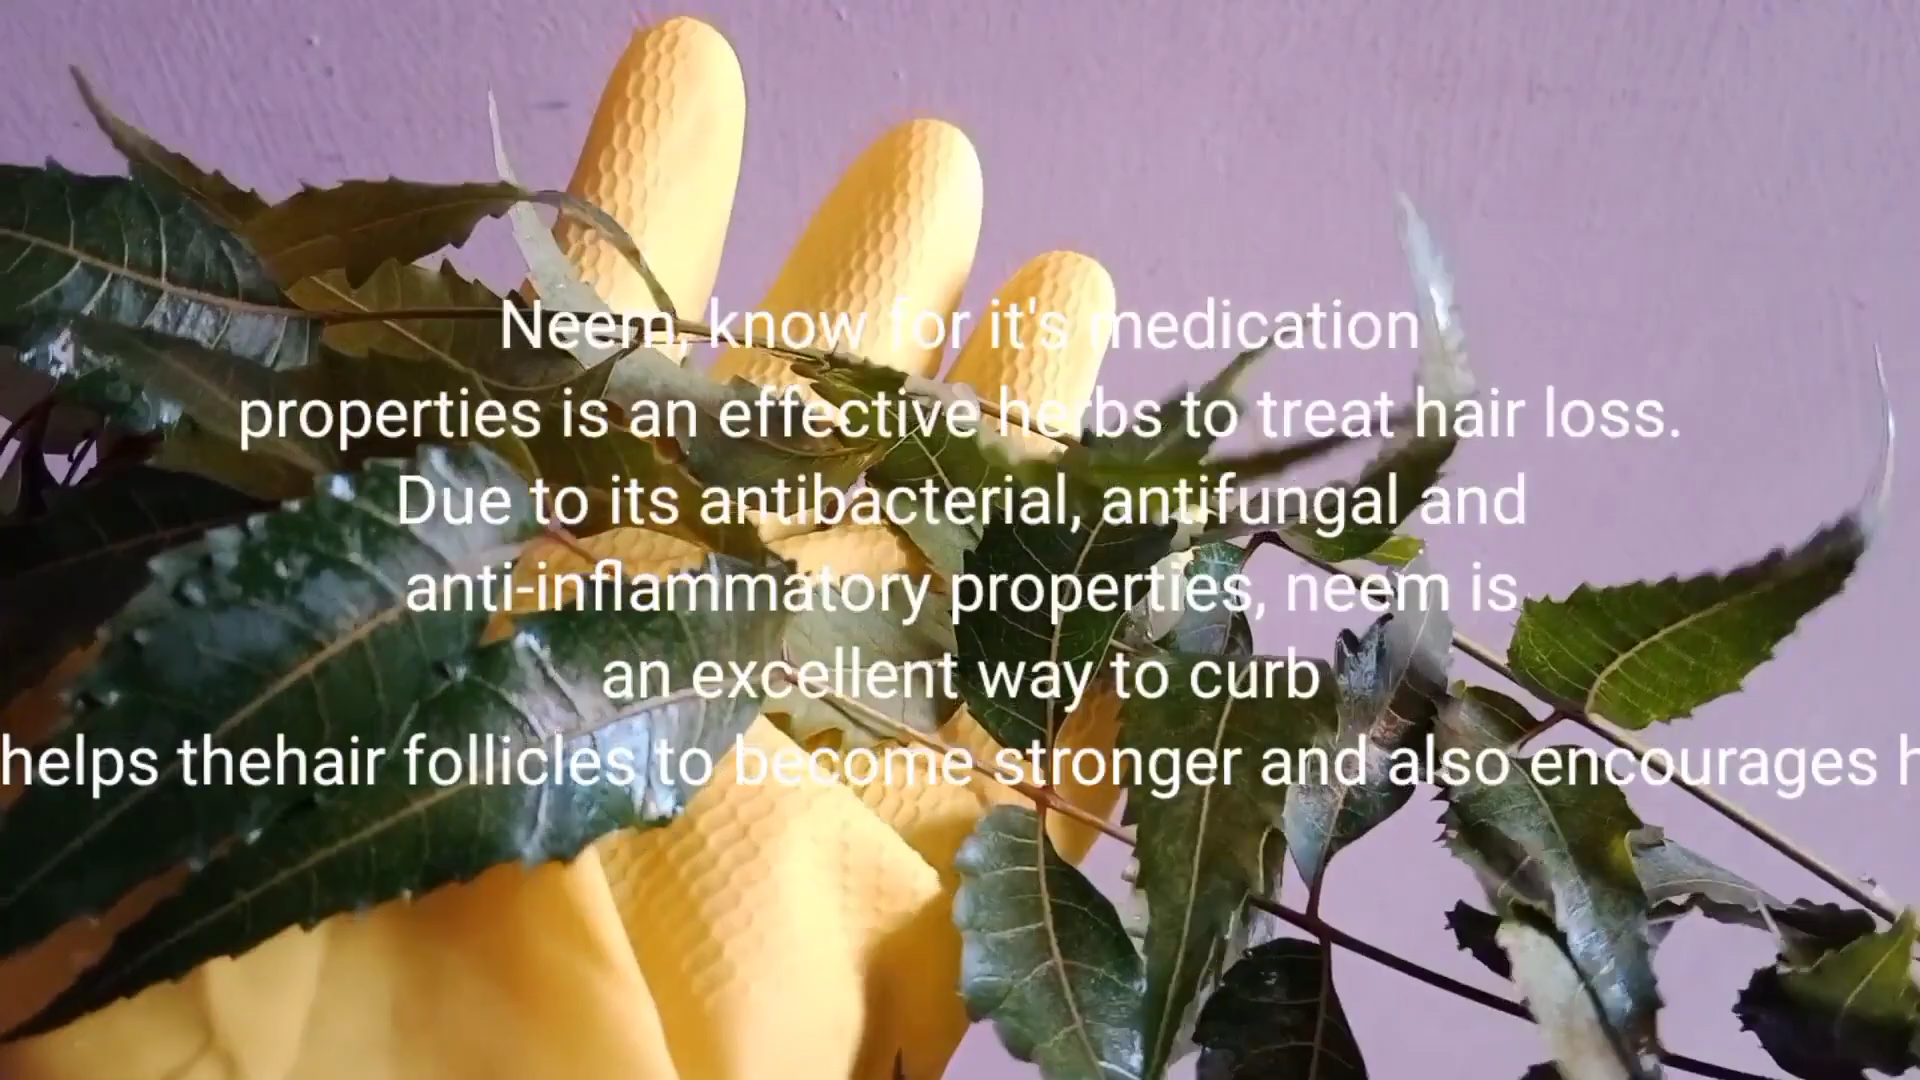 Neem, know for it's medication
properties is an effective herbs to treat hair loss.
Due to its antibacterial, antifungal and
anti-inflammatory properties, neem is
an excellent way to curb
helps thehair follicles to become stronger and also encourages